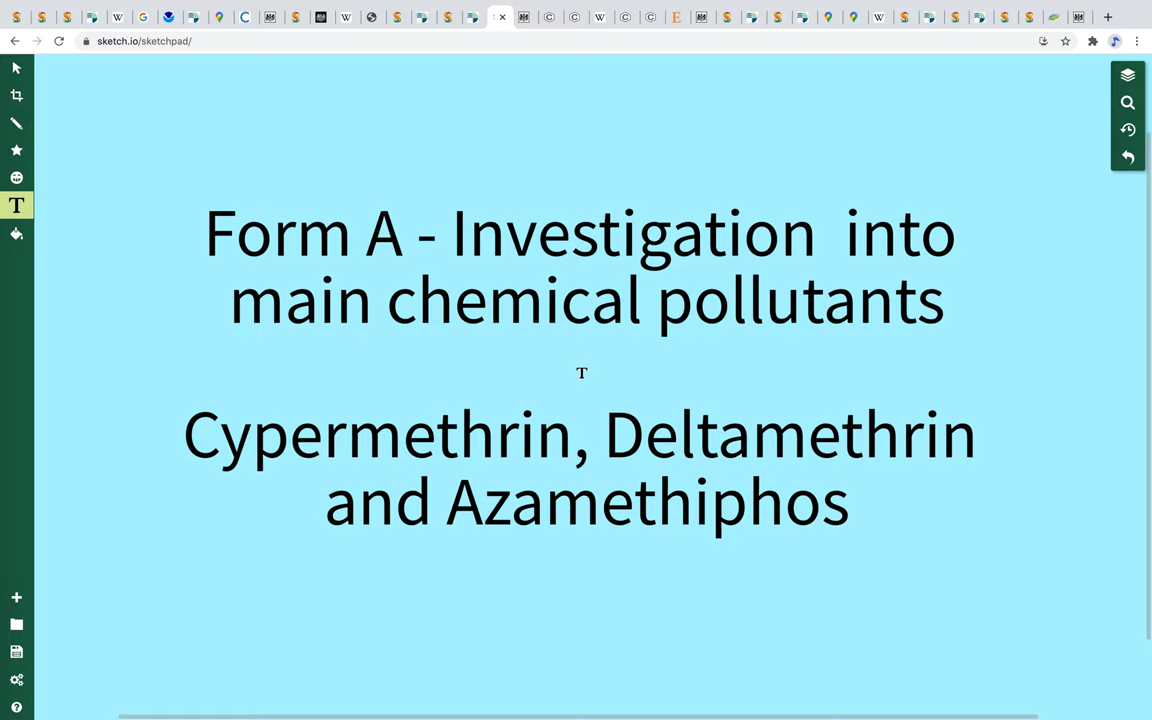 sketch.io/sketchpad/
Form A - Investigation  into
main chemical pollutants
Cypermethrin, Deltamethrin
and Azamethiphos